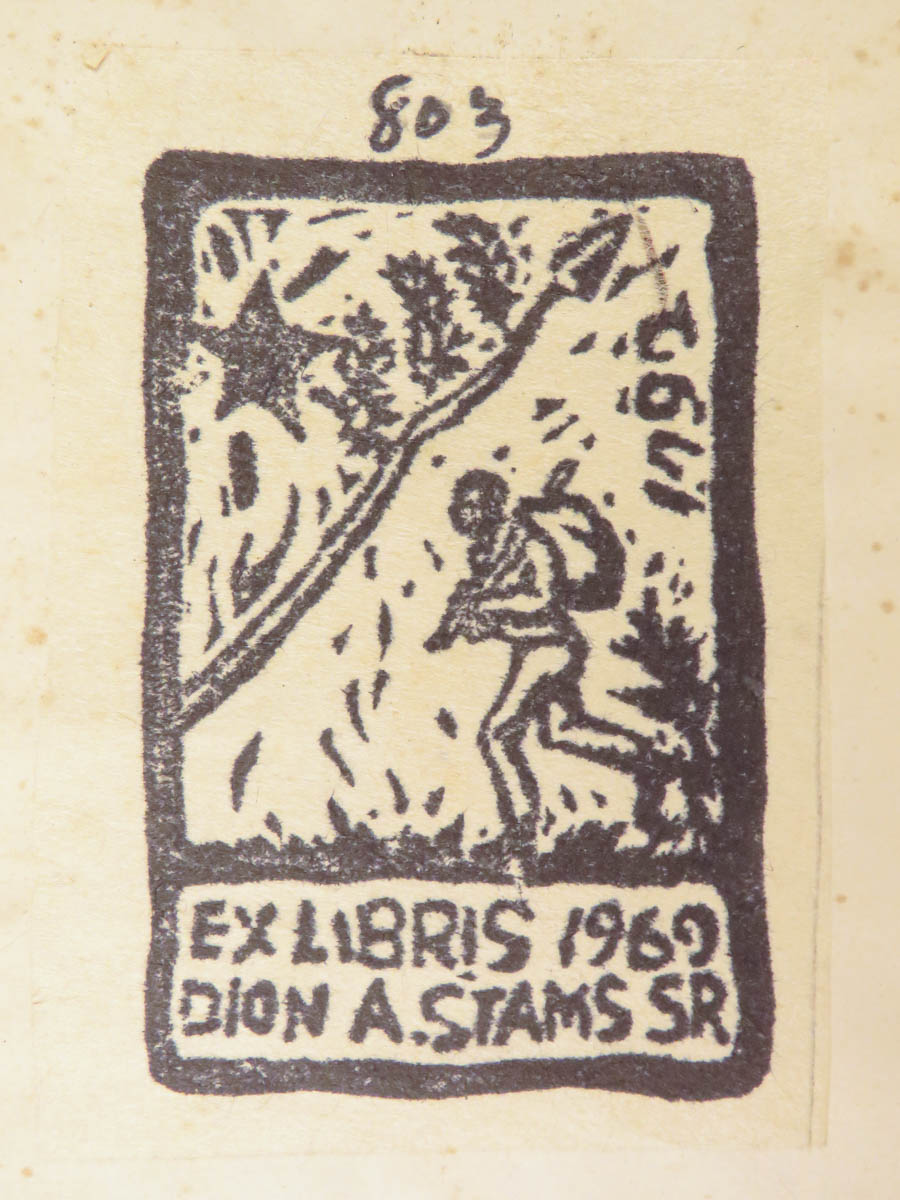 803
EX LIBRIS 1969
DION A. STAMS SR